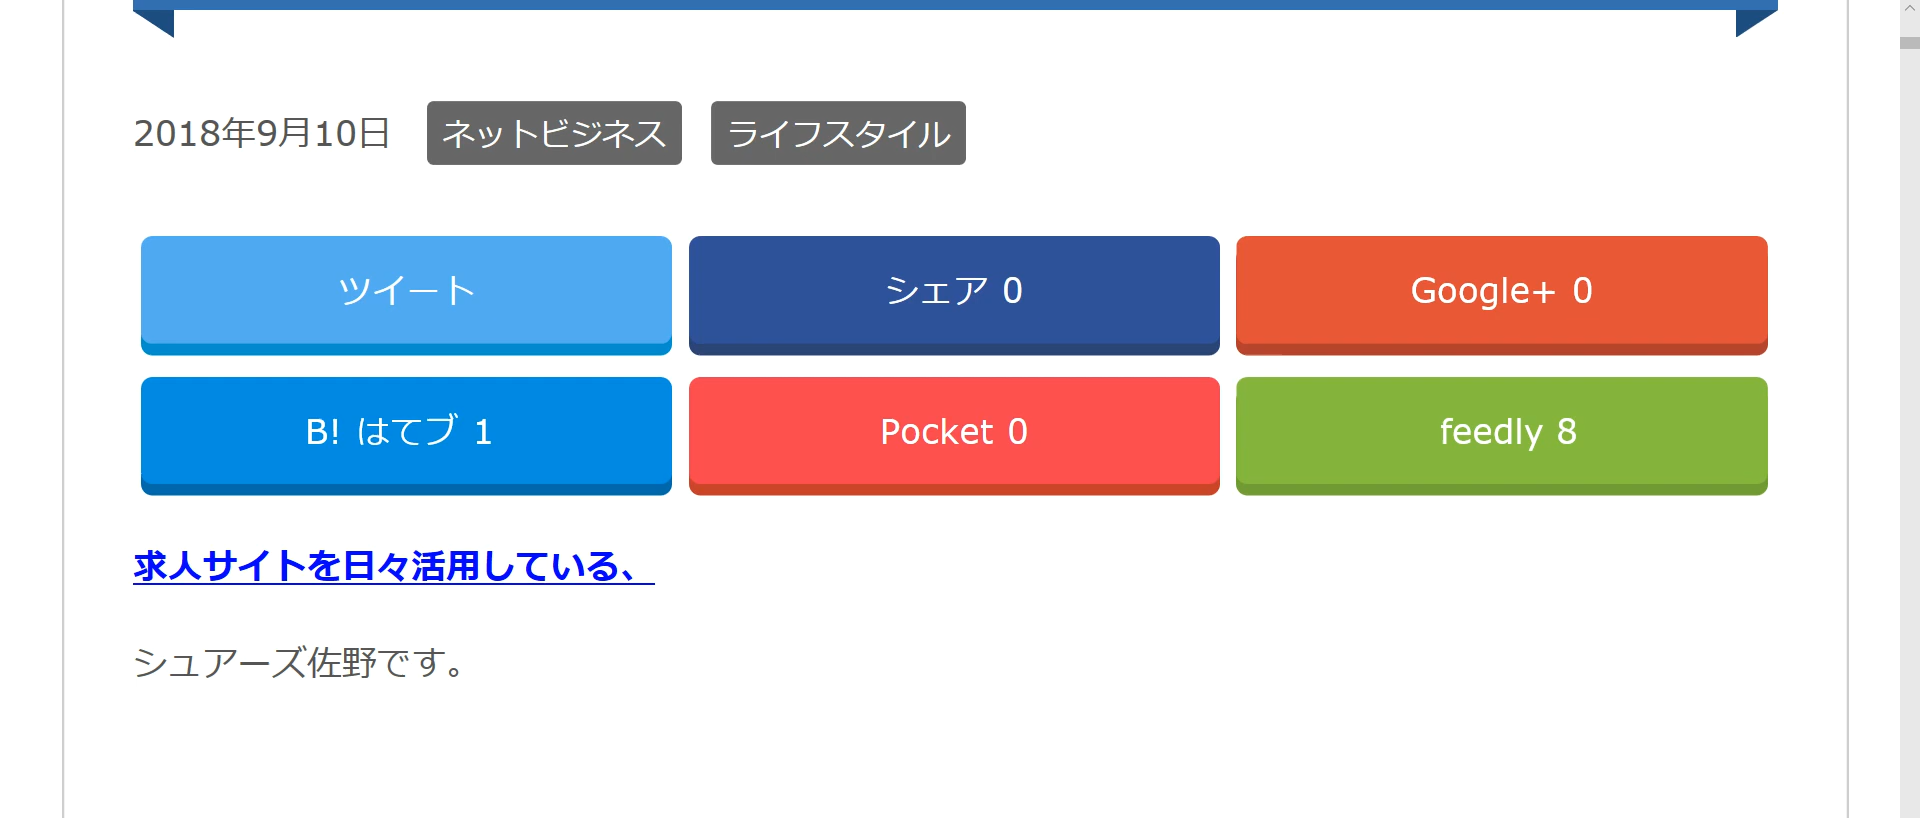 2018年9月10日 ネットビジネス ライフスタイル
ツイート シェア 0 Google+ 0
B! はてブ 1 Pocket 0 feedly 8
求人サイトを日々活用している、
シュアーズ佐野です。